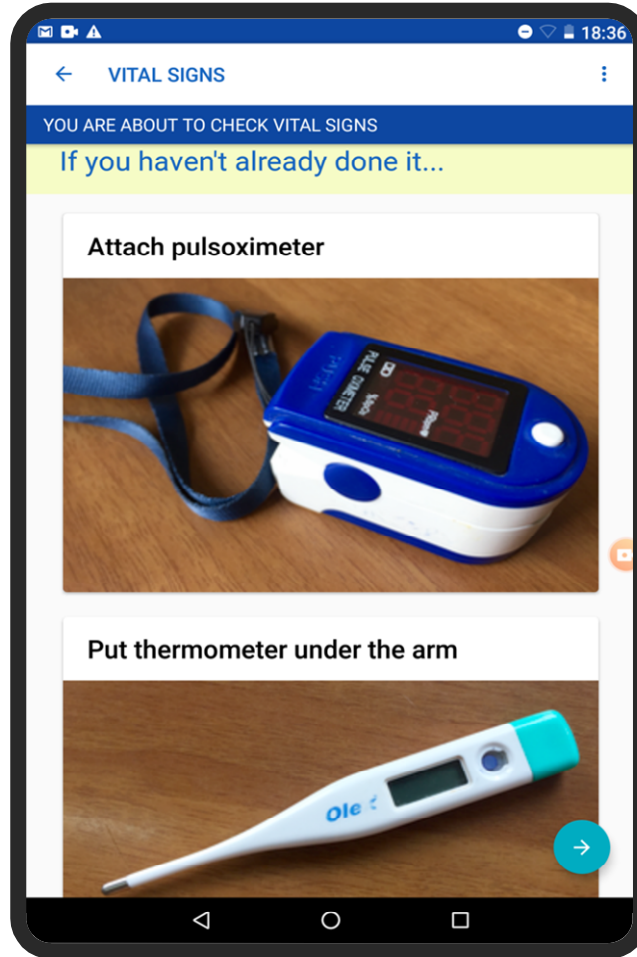 18:36
VITAL SIGNS
YOU ARE ABOUT TO CHECK VITAL SIGNS
If you haven't already done it...
Attach pulsoximeter
PULSE OXIMETER
Put thermometer under the arm